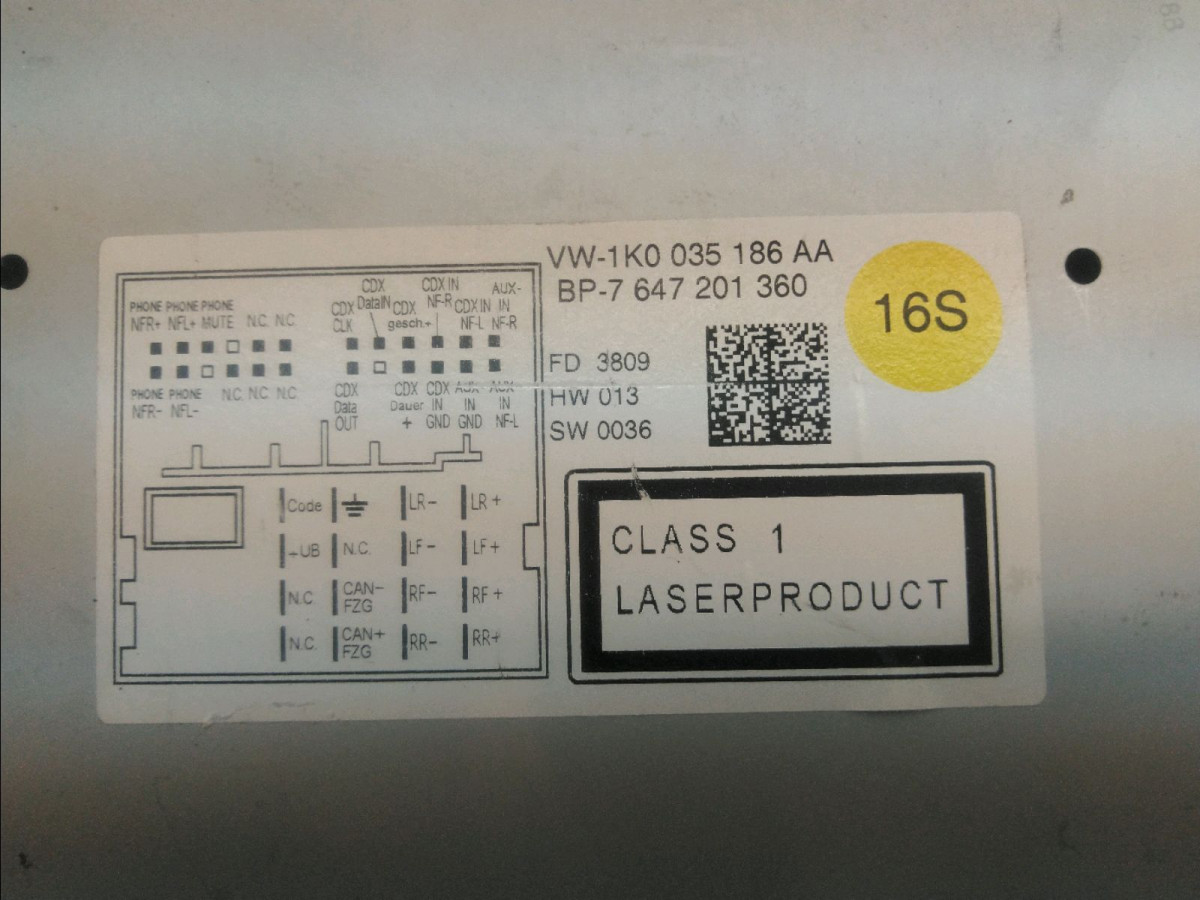 VW-1K0 035 186 AA
BP-7 647 201 360
16S
FD 3809
HW 013
SW 0036
CLASS 1
LASERPRODUCT
PHONE PHONE PHONE
NFR+ NFL+ MUTE N.C. N.C.
PHONE PHONE
NFR- NFL- N.C. N.C. N.C
CDX CLK
CDX DataIN
CDX gesch.+
CDX IN NF-R
CDX IN NF-L
AUX-IN NF-R
CDX Data OUT
CDX Dauer +
CDX IN GND
AUX- IN GND
AUX- IN NF-L
Code LR- LR+
+UB N.C. LF- LF+
N.C CAN- FZG RF- RF+
N.C. CAN+ FZG RR- RR+